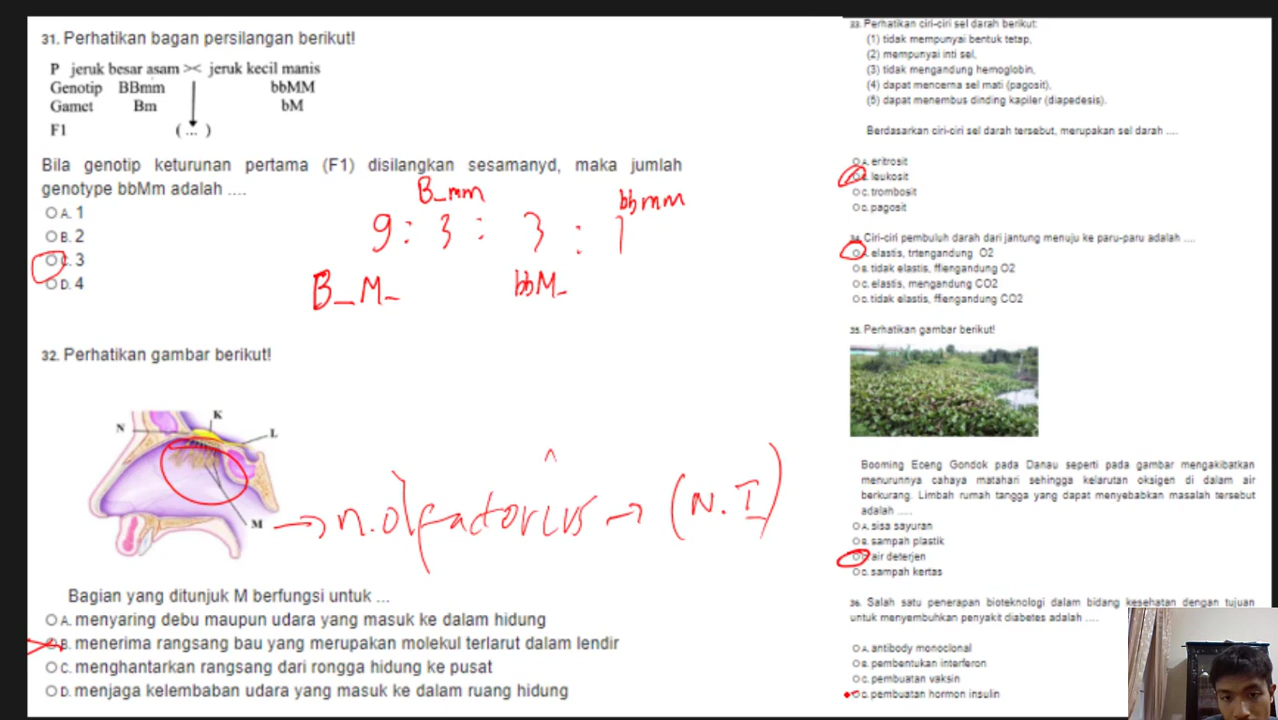 31. Perhatikan bagan persilangan berikut!
P jeruk besar asam >< jeruk kecil manis
Genotip BBmm bbMM
Gamet Bm bM
F1 ( ... )
Bila genotip keturunan pertama (F1) disilangkan sesamanyd, maka jumlah
genotype bbMm adalah ....
A. 1
B. 2
C. 3
D. 4
B_mm bbmm
9 : 3 : 3 : 1
B_M_ bbM_
32. Perhatikan gambar berikut!
K
N
L
M
→ n.olfactorius → (N.I)
Bagian yang ditunjuk M berfungsi untuk ...
A. menyaring debu maupun udara yang masuk ke dalam hidung
B. menerima rangsang bau yang merupakan molekul terlarut dalam lendir
C. menghantarkan rangsang dari rongga hidung ke pusat
D. menjaga kelembaban udara yang masuk ke dalam ruang hidung
33. Perhatikan ciri-ciri sel darah berikut:
(1) tidak mempunyai bentuk tetap,
(2) mempunyai inti sel,
(3) tidak mengandung hemoglobin,
(4) dapat mencerna sel mati (pagosit),
(5) dapat menembus dinding kapiler (diapedesis).
Berdasarkan ciri-ciri sel darah tersebut, merupakan sel darah ....
A. eritrosit
leukosit
C. trombosit
D. pagosit
34. Ciri-ciri pembuluh darah dari jantung menuju ke paru-paru adalah ....
A. elastis, trtengandung O2
B. tidak elastis, fflengandung O2
C. elastis, mengandung CO2
D. tidak elastis, fflengandung CO2
35. Perhatikan gambar berikut!
Booming Eceng Gondok pada Danau seperti pada gambar mengakibatkan
menurunnya cahaya matahari sehingga kelarutan oksigen di dalam air
berkurang. Limbah rumah tangga yang dapat menyebabkan masalah tersebut
adalah .....
A. sisa sayuran
B. sampah plastik
air deterjen
D. sampah kertas
36. Salah satu penerapan bioteknologi dalam bidang kesehatan dengan tujuan
untuk menyembuhkan penyakit diabetes adalah ....
A. antibody monoclonal
B. pembentukan interferon
C. pembuatan vaksin
D. pembuatan hormon insulin